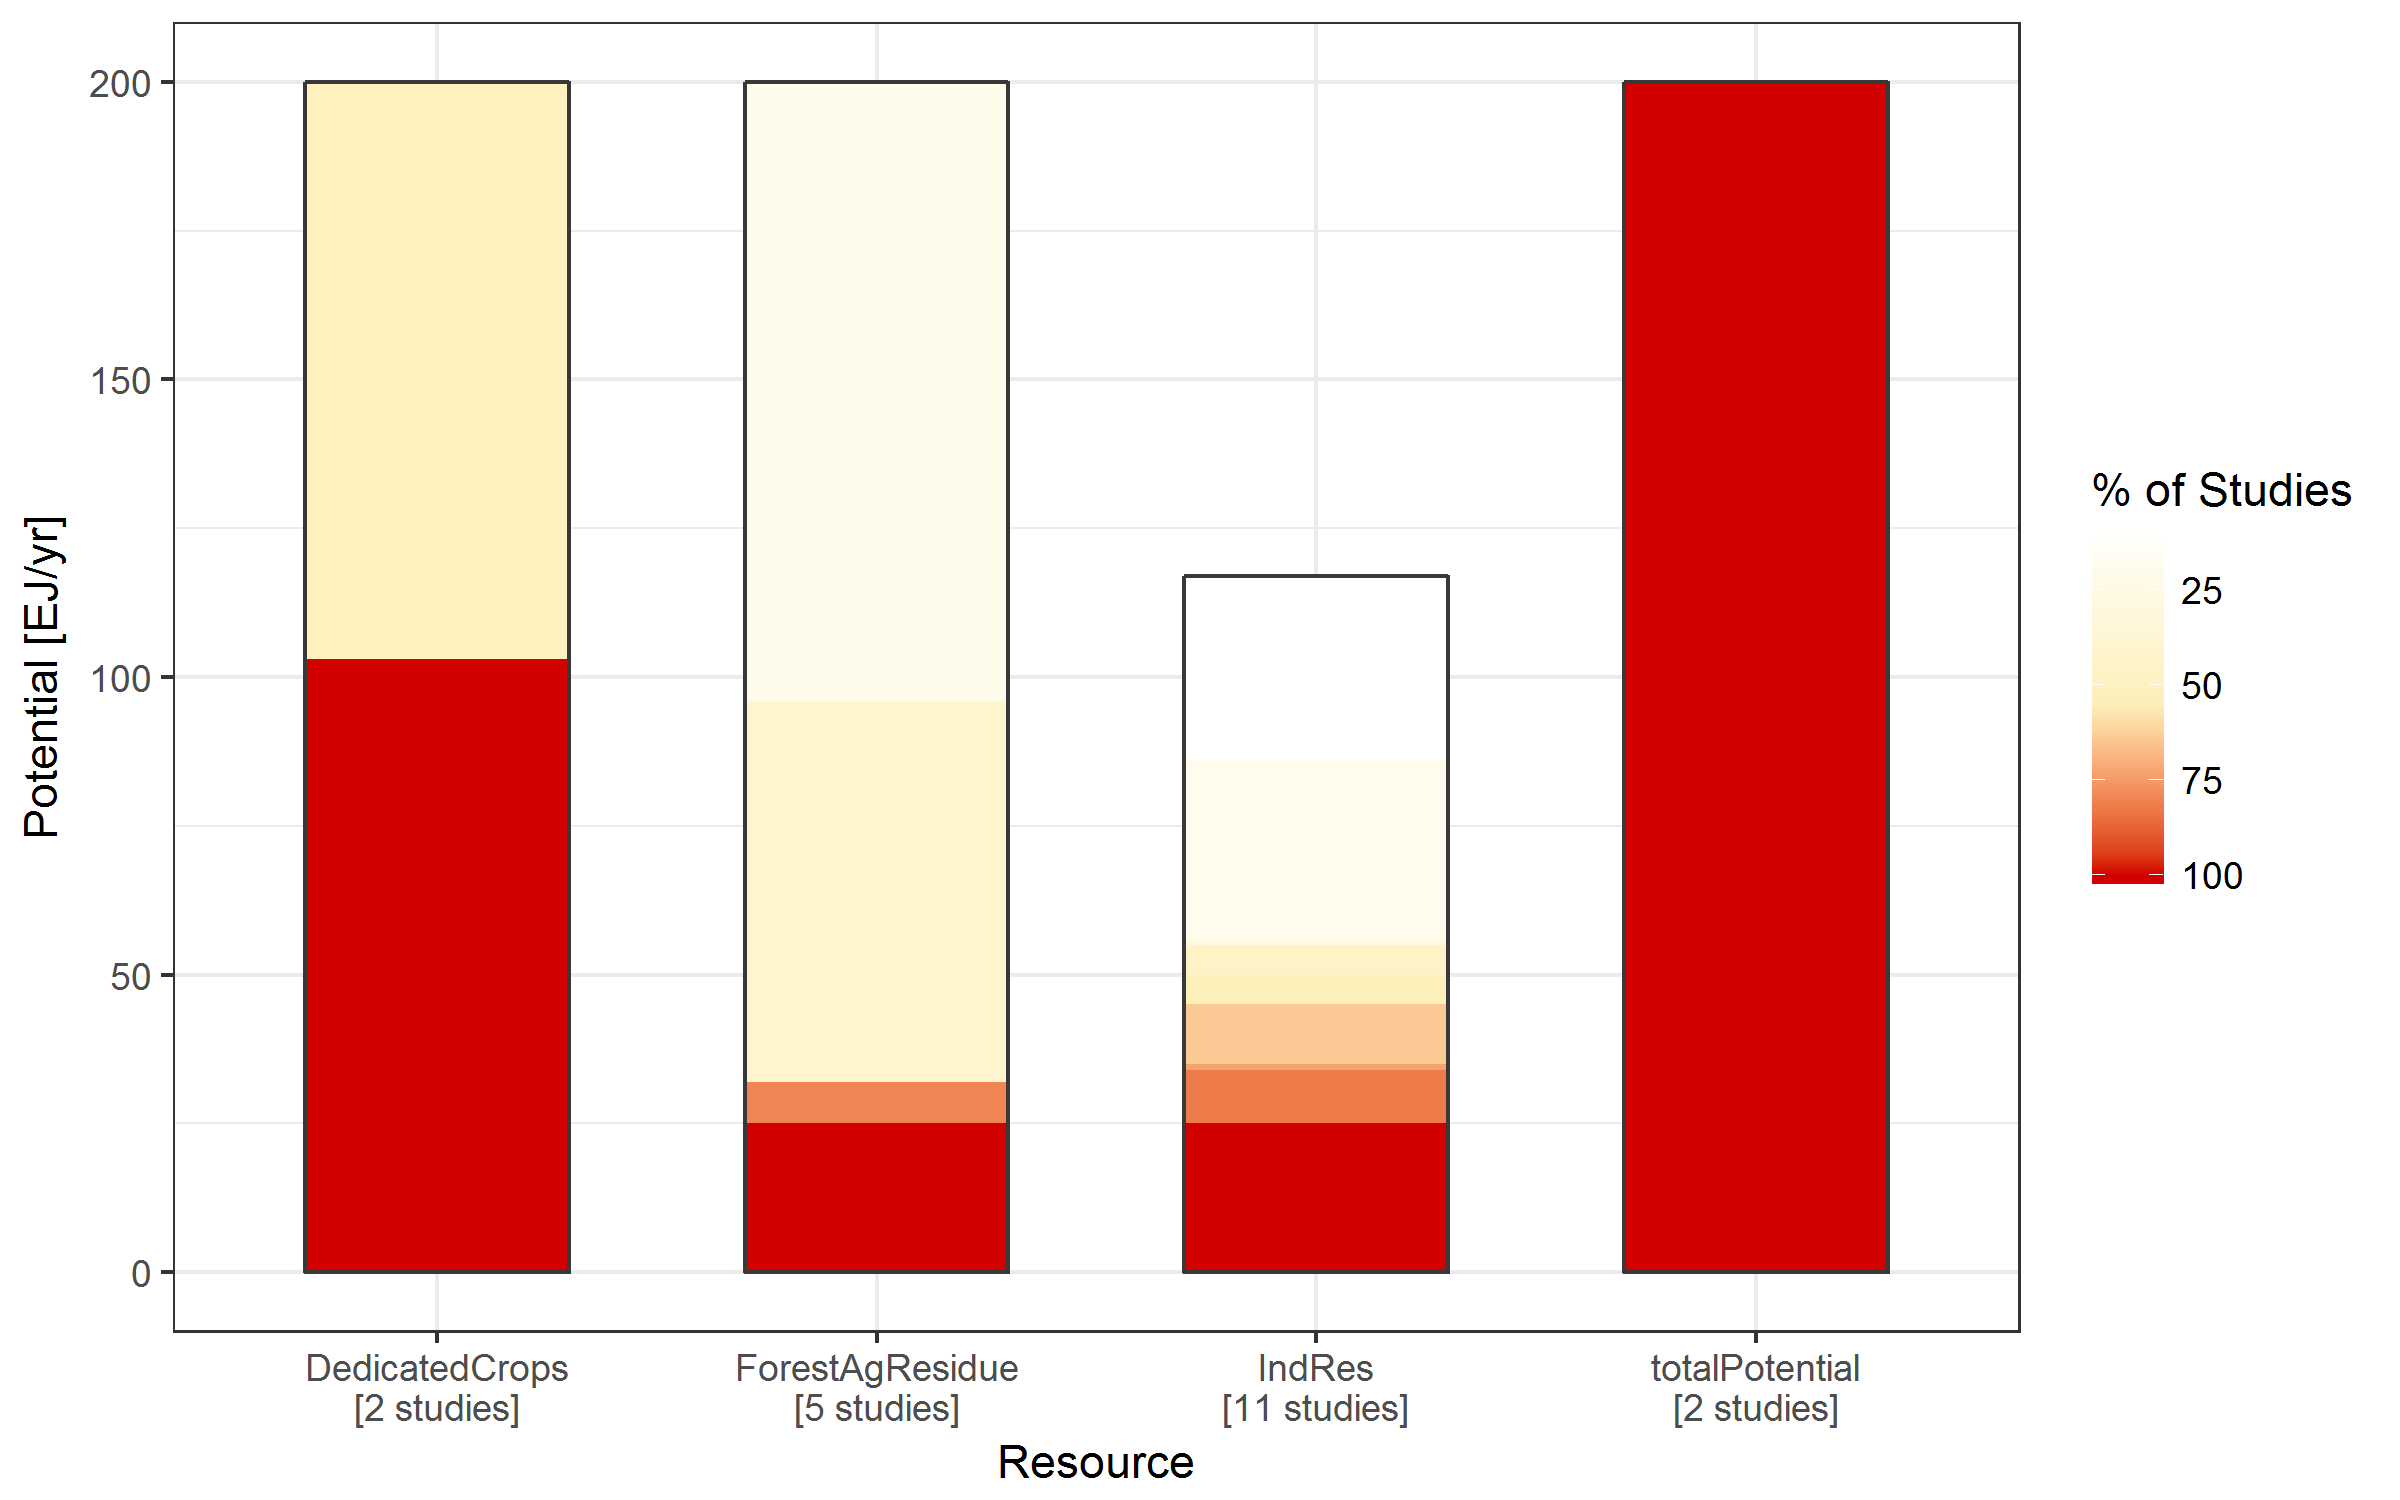 200
150
100
50
0
Potential [EJ/yr]
DedicatedCrops
[2 studies]
ForestAgResidue
[5 studies]
IndRes
[11 studies]
totalPotential
[2 studies]
Resource
% of Studies
25
50
75
100